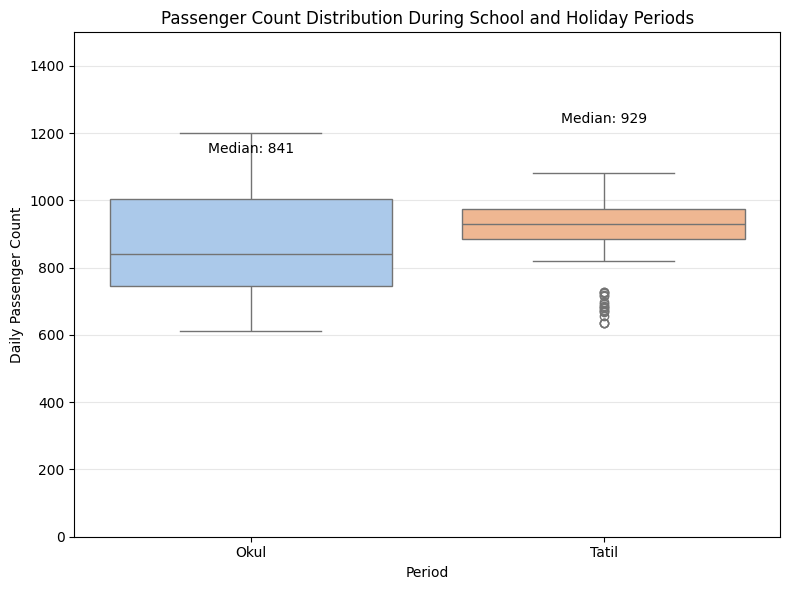 Passenger Count Distribution During School and Holiday Periods
Daily Passenger Count
1400
1200
1000
800
600
400
200
0
Median: 841
Median: 929
Okul
Tatil
Period